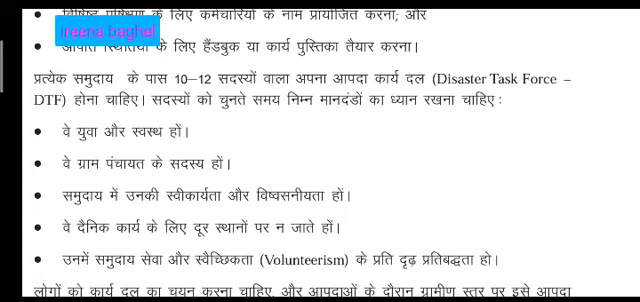 के लिए कर्मचारियों के नाम प्रायोजित करना; और
ireena baghel
के लिए हैंडबुक या कार्य पुस्तिका तैयार करना।
प्रत्येक समुदाय के पास 10–12 सदस्यों वाला अपना आपदा कार्य दल (Disaster Task Force –
DTF) होना चाहिए। सदस्यों को चुनते समय निम्न मानदंडों का ध्यान रखना चाहिए :
• वे युवा और स्वस्थ हों।
• वे ग्राम पंचायत के सदस्य हों।
• समुदाय में उनकी स्वीकार्यता और विष्वसनीयता हों।
• वे दैनिक कार्य के लिए दूर स्थानों पर न जाते हों।
• उनमें समुदाय सेवा और स्वैच्छिकता (Volunteerism) के प्रति दृढ़ प्रतिबद्धता हो।
लोगों को कार्य दल का चयन करना चाहिए, और आपदाओं के दौरान ग्रामीण स्तर पर इसे आपदा